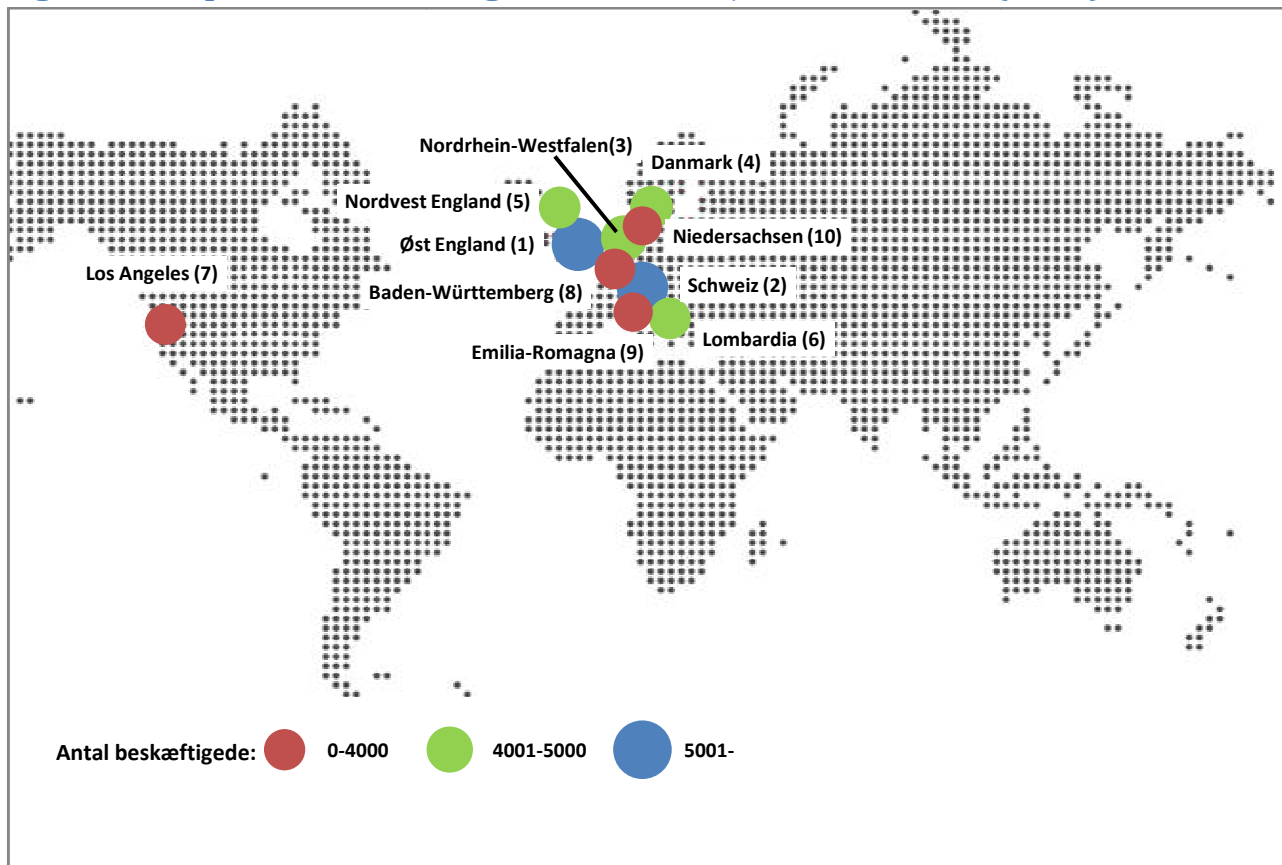 Nordrhein-Westfalen(3)
Danmark (4)
Nordvest England (5)
Øst England (1)
Niedersachsen (10)
Los Angeles (7)
Baden-Württemberg (8)
Schweiz (2)
Emilia-Romagna (9)
Lombardia (6)
Antal beskæftigede: 0-4000 4001-5000 5001-